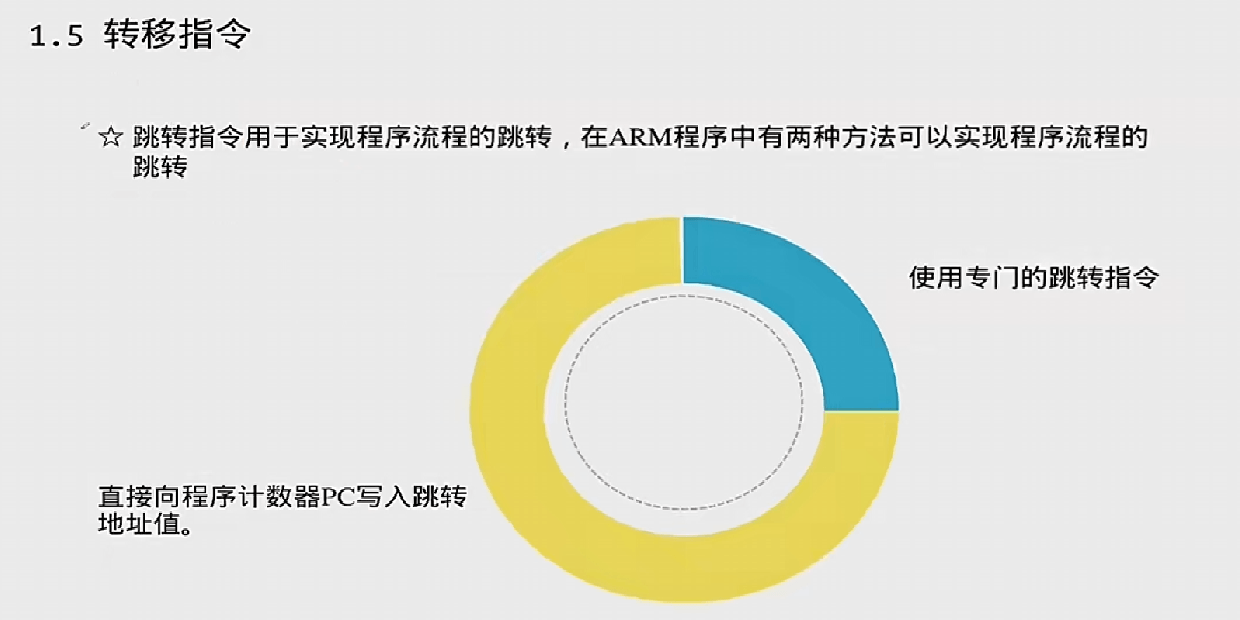 1.5 转移指令
☆ 跳转指令用于实现程序流程的跳转，在ARM程序中有两种方法可以实现程序流程的
跳转
使用专门的跳转指令
直接向程序计数器PC写入跳转
地址值。